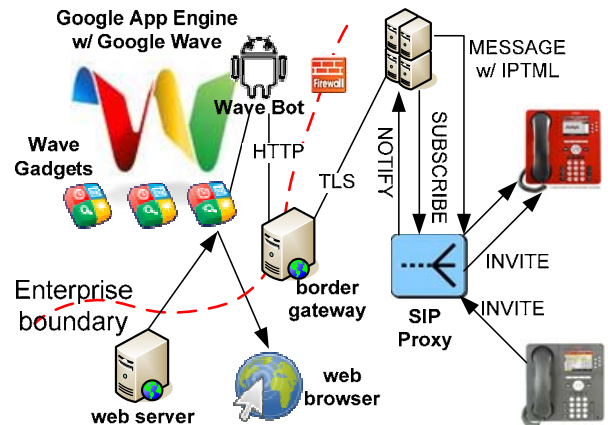 Google App Engine
w/ Google Wave
Wave Bot
Firewall
MESSAGE
w/ IPTML
Wave
Gadgets
HTTP
TLS
NOTIFY
SUBSCRIBE
INVITE
Enterprise
boundary
border
gateway
SIP
Proxy
INVITE
web server
web
browser